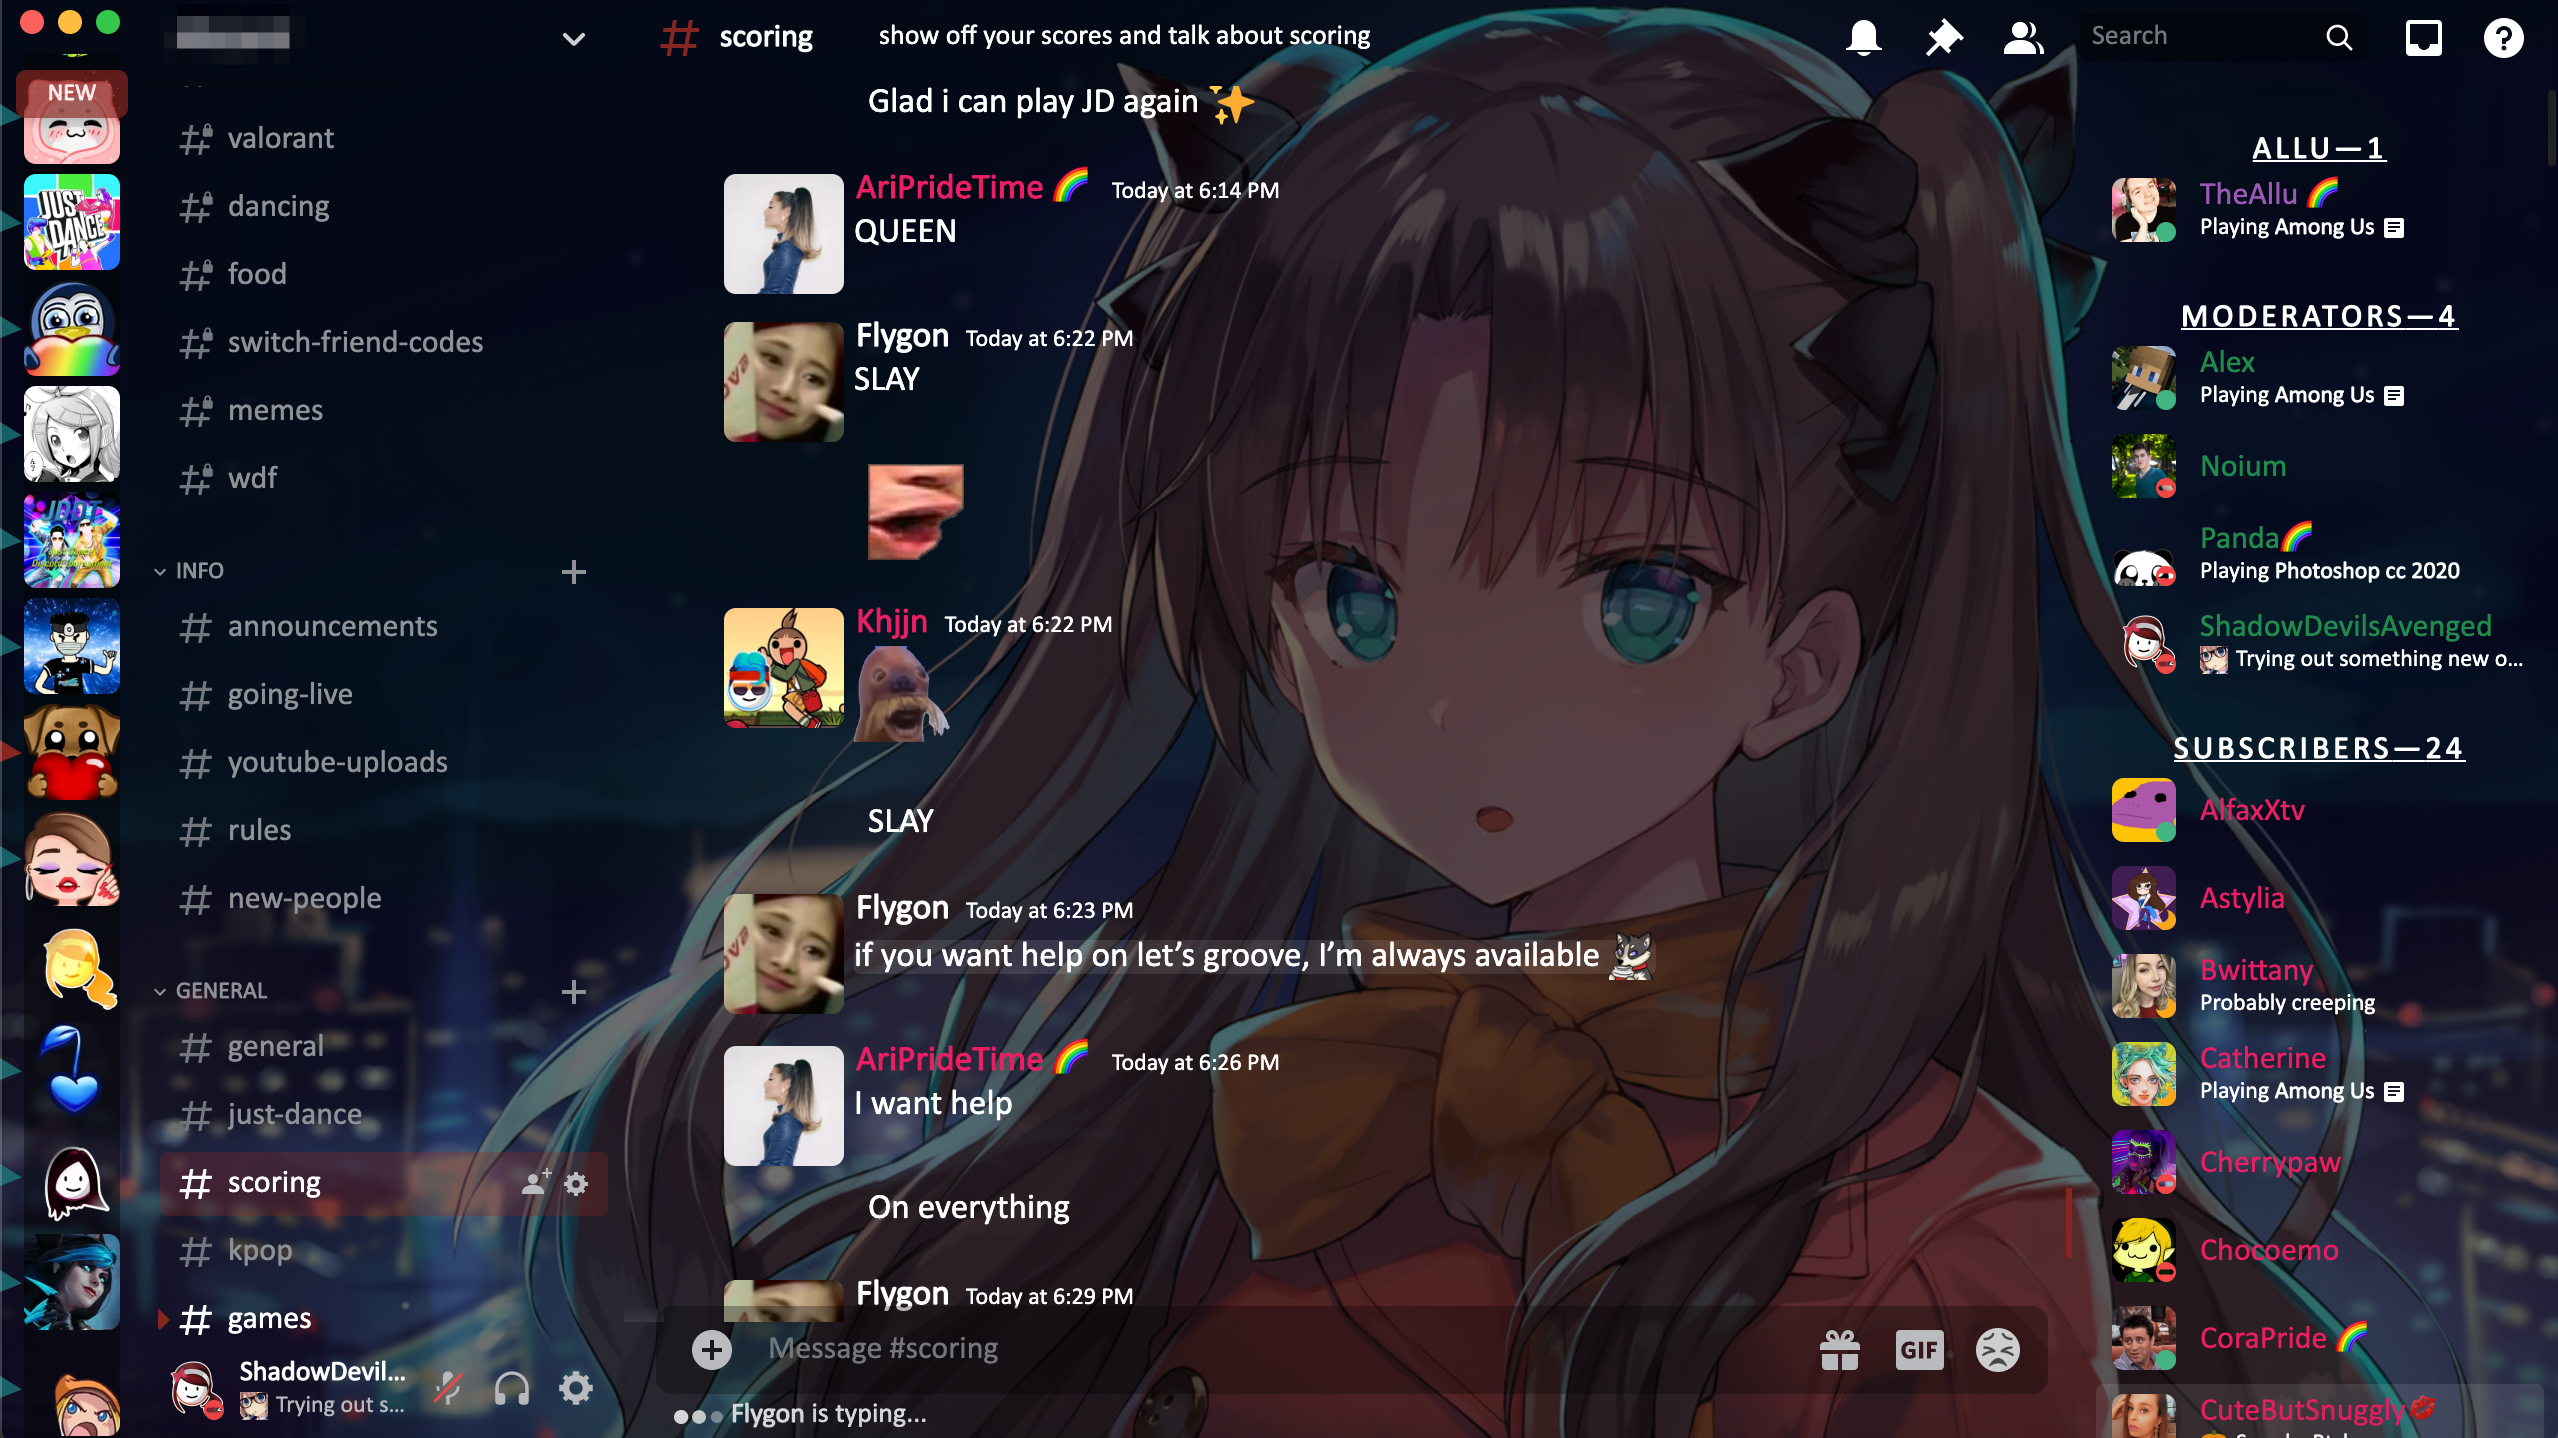 NEW
JUST
DANCE
JDDT
valorant
dancing
food
switch-friend-codes
memes
wdf
INFO
announcements
going-live
youtube-uploads
rules
new-people
GENERAL
general
just-dance
scoring
kpop
games
ShadowDevil...
Trying out s...
scoring
show off your scores and talk about scoring
Search
Glad i can play JD again
AriPrideTime Today at 6:14 PM
QUEEN
Flygon Today at 6:22 PM
SLAY
Khjjn Today at 6:22 PM
SLAY
Flygon Today at 6:23 PM
if you want help on let’s groove, I’m always available
AriPrideTime Today at 6:26 PM
I want help
On everything
Flygon Today at 6:29 PM
Message #scoring
GIF
Flygon is typing...
ALLU—1
TheAllu
Playing Among Us
MODERATORS—4
Alex
Playing Among Us
Noium
Panda
Playing Photoshop cc 2020
ShadowDevilsAvenged
Trying out something new o...
SUBSCRIBERS—24
AlfaxXtv
Astylia
Bwittany
Probably creeping
Catherine
Playing Among Us
Cherrypaw
Chocoemo
CoraPride
CuteButSnuggly